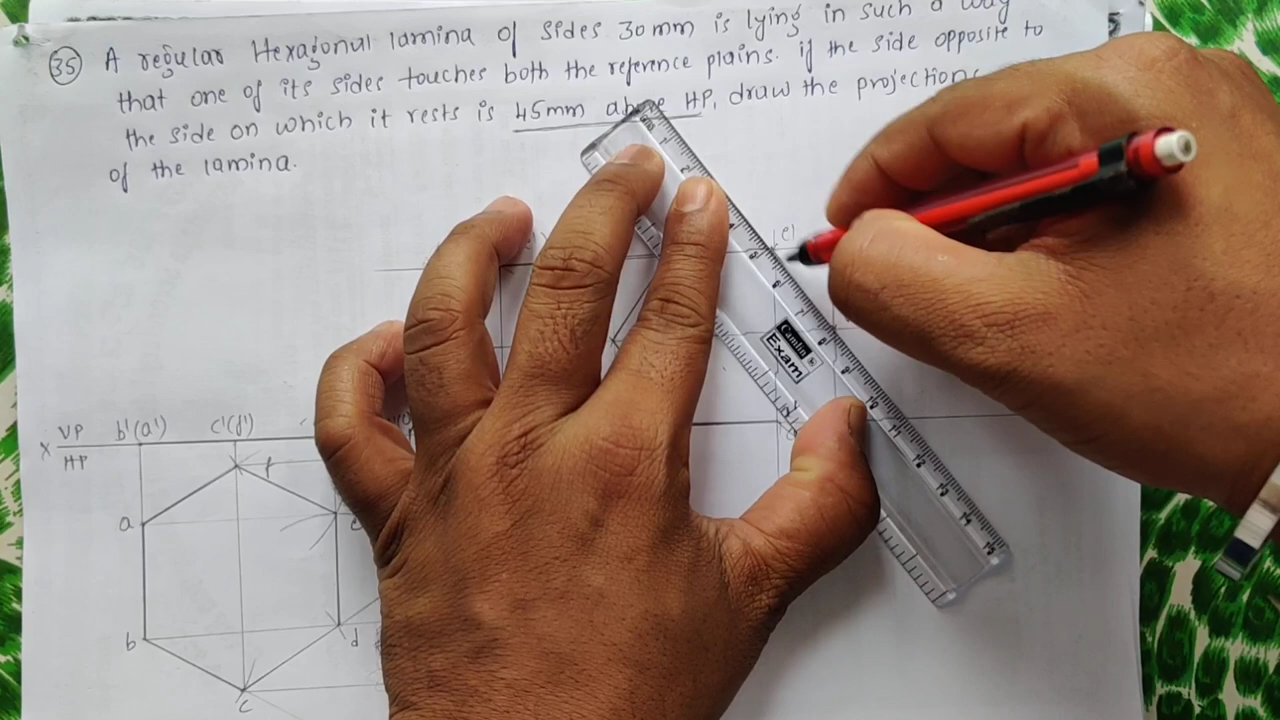 35 A regular Hexagonal lamina of sides 30mm is lying in such a way
that one of its sides touches both the reference plains. if the side opposite to
the side on which it rests is 45mm above HP, draw the projections
of the lamina.
e'
Camlin
Exam
X VP b'(a') c'(f')
HP
f
a e
b d
c